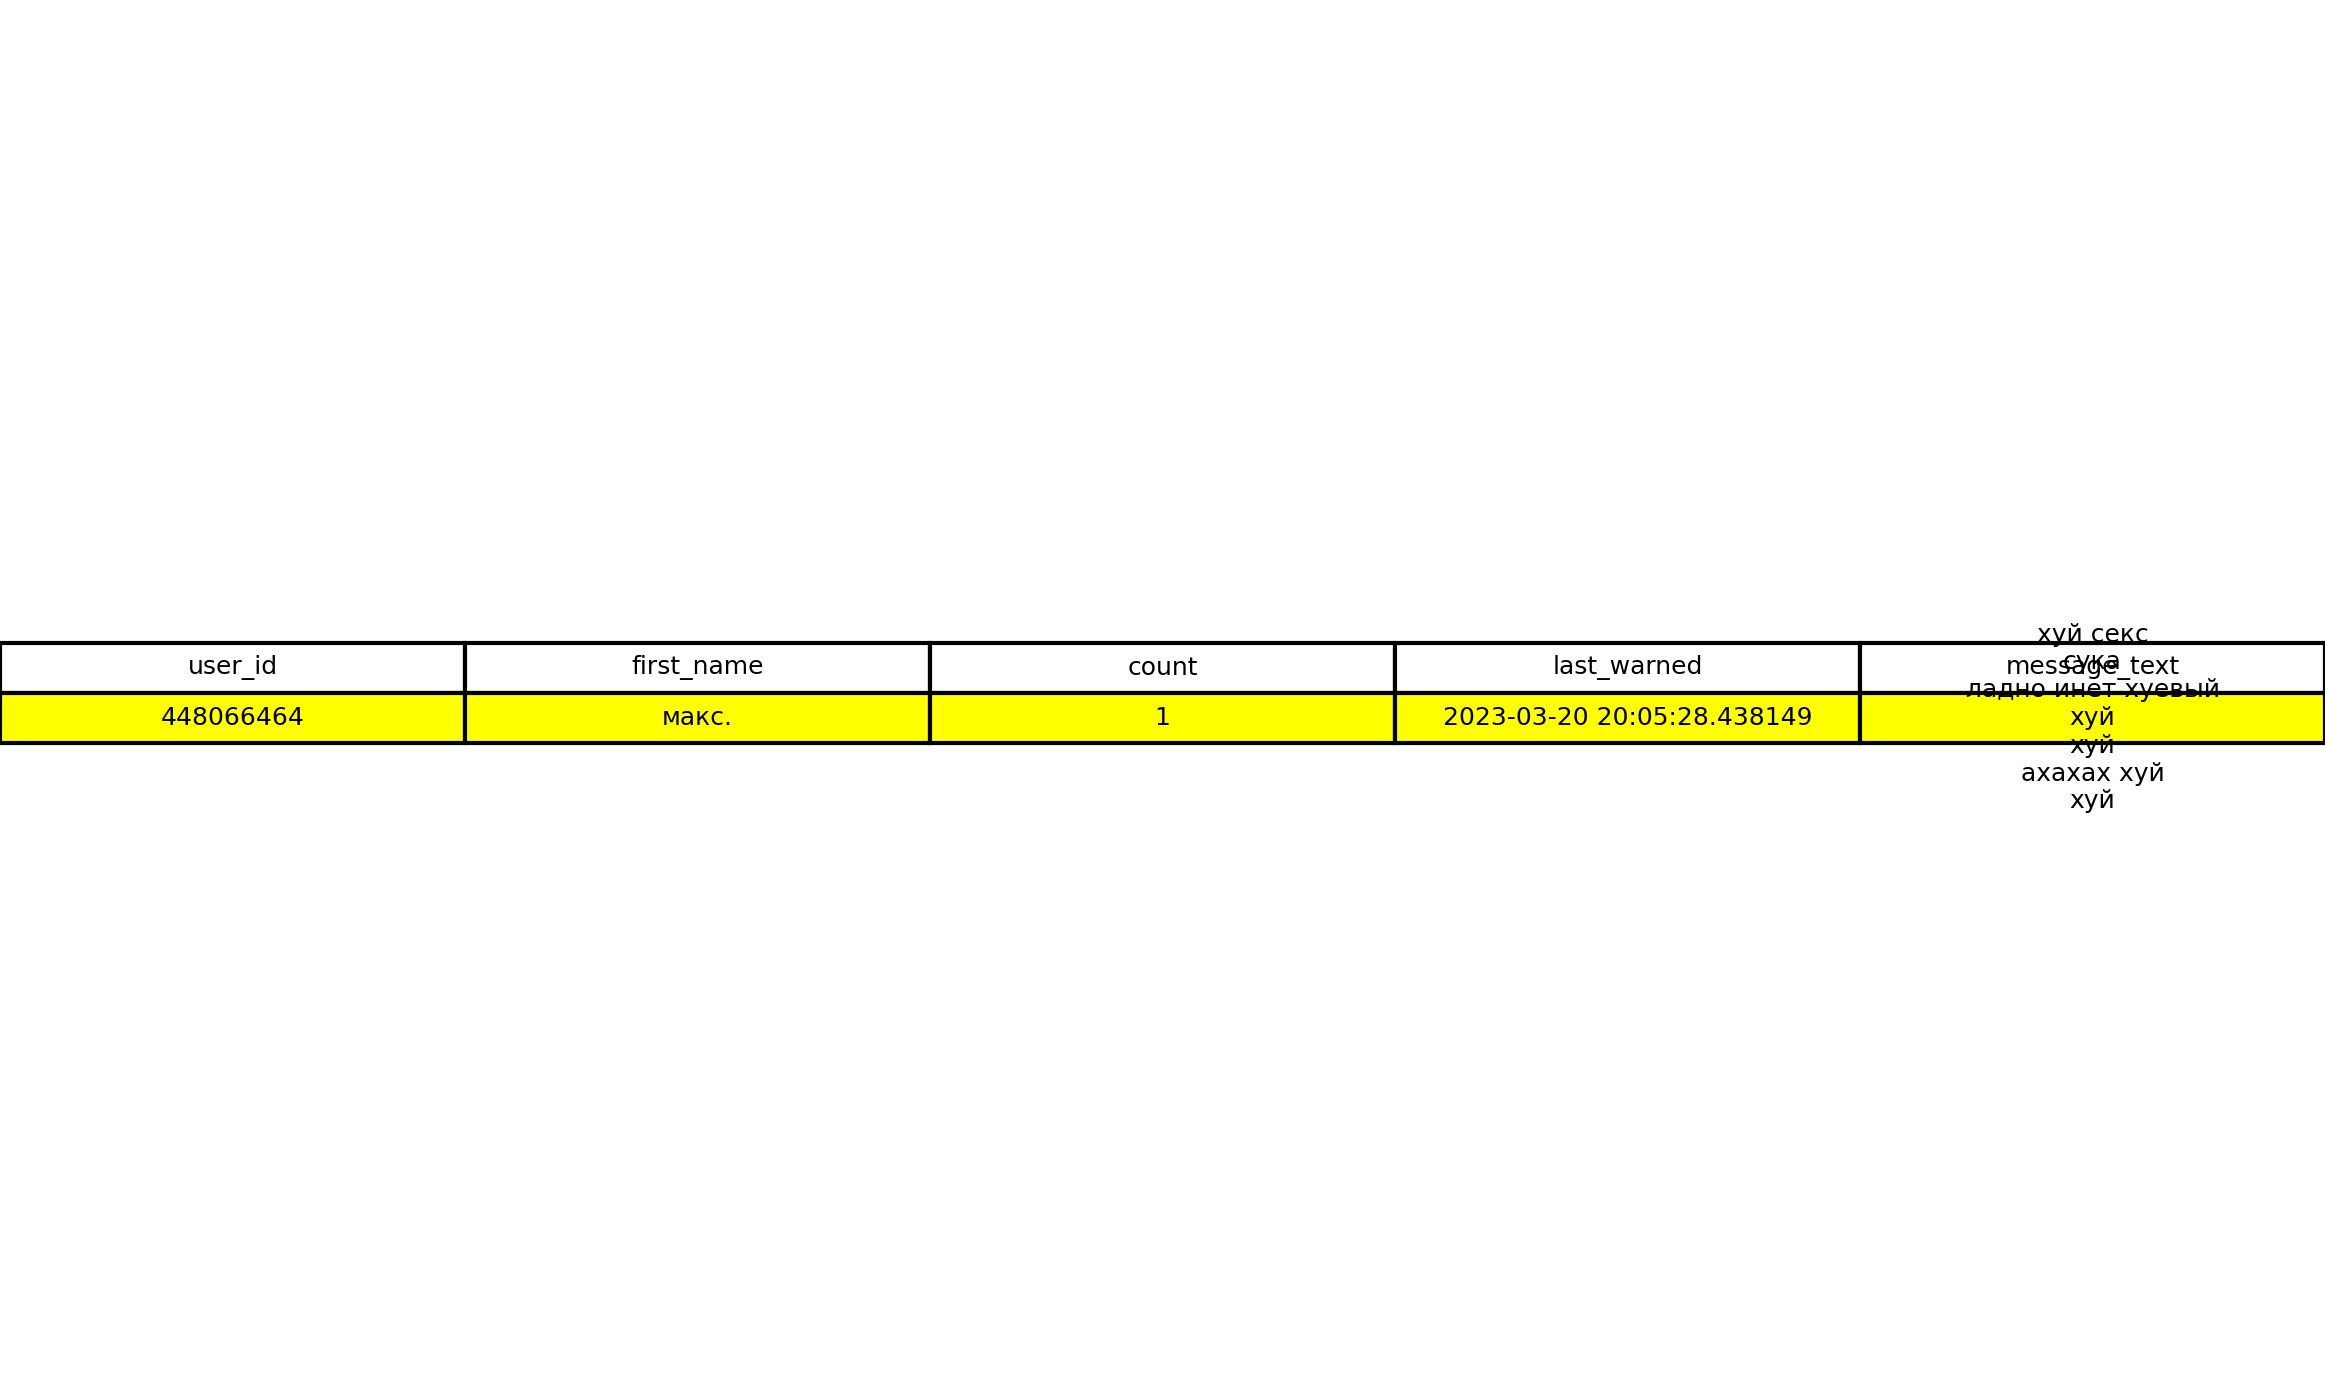 user_id first_name count last_warned message_text
448066464 макс. 1 2023-03-20 20:05:28.438149 хуй секс
сука
ладно инет хуевый
хуй
хуй
ахахах хуй
хуй